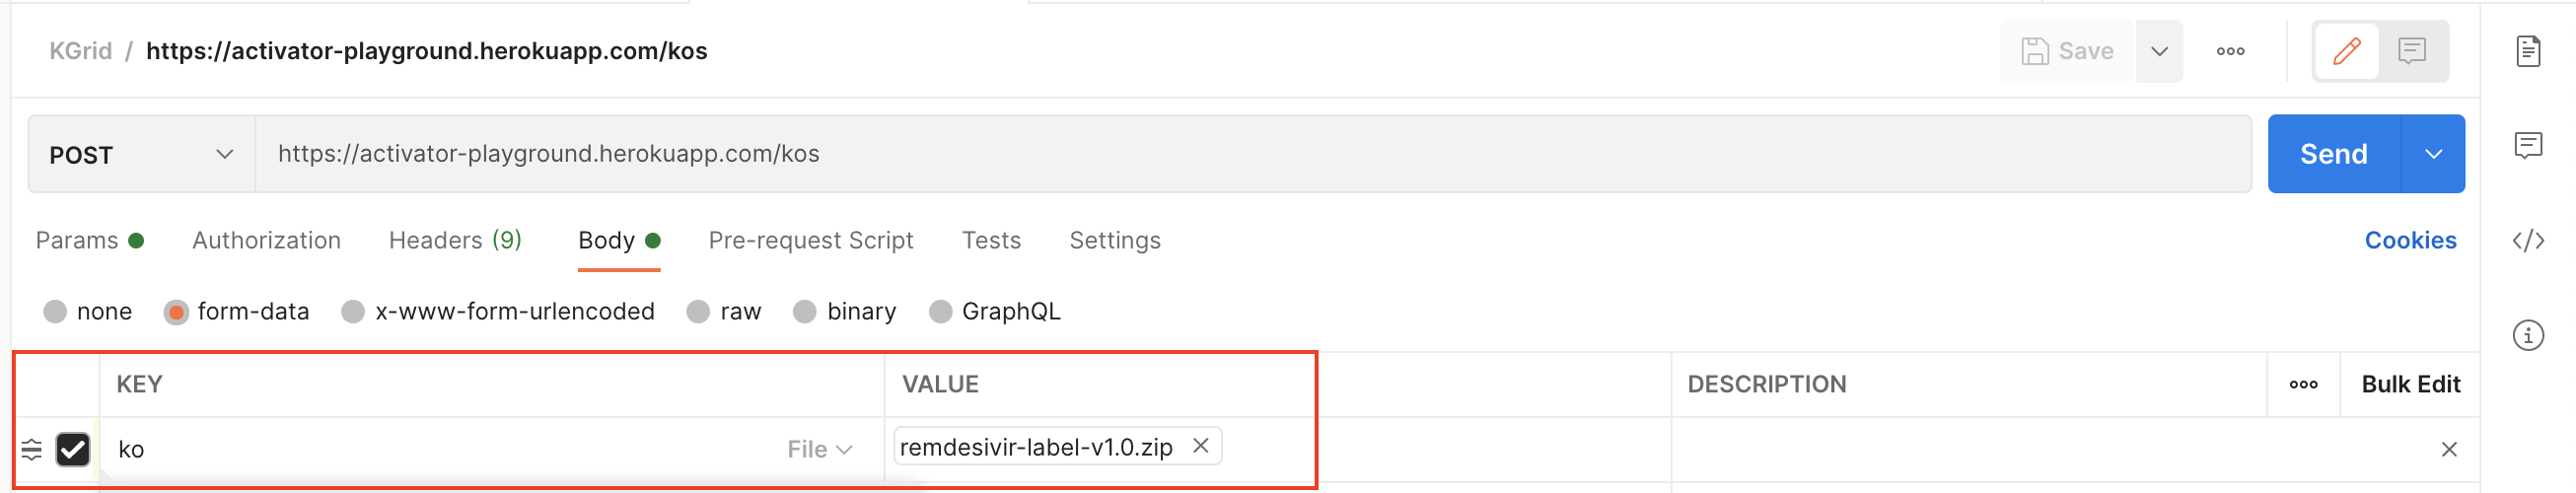 KGrid / https://activator-playground.herokuapp.com/kos Save
POST https://activator-playground.herokuapp.com/kos Send
Params Authorization Headers (9) Body Pre-request Script Tests Settings Cookies
none form-data x-www-form-urlencoded raw binary GraphQL
KEY VALUE DESCRIPTION Bulk Edit
ko File remdesivir-label-v1.0.zip